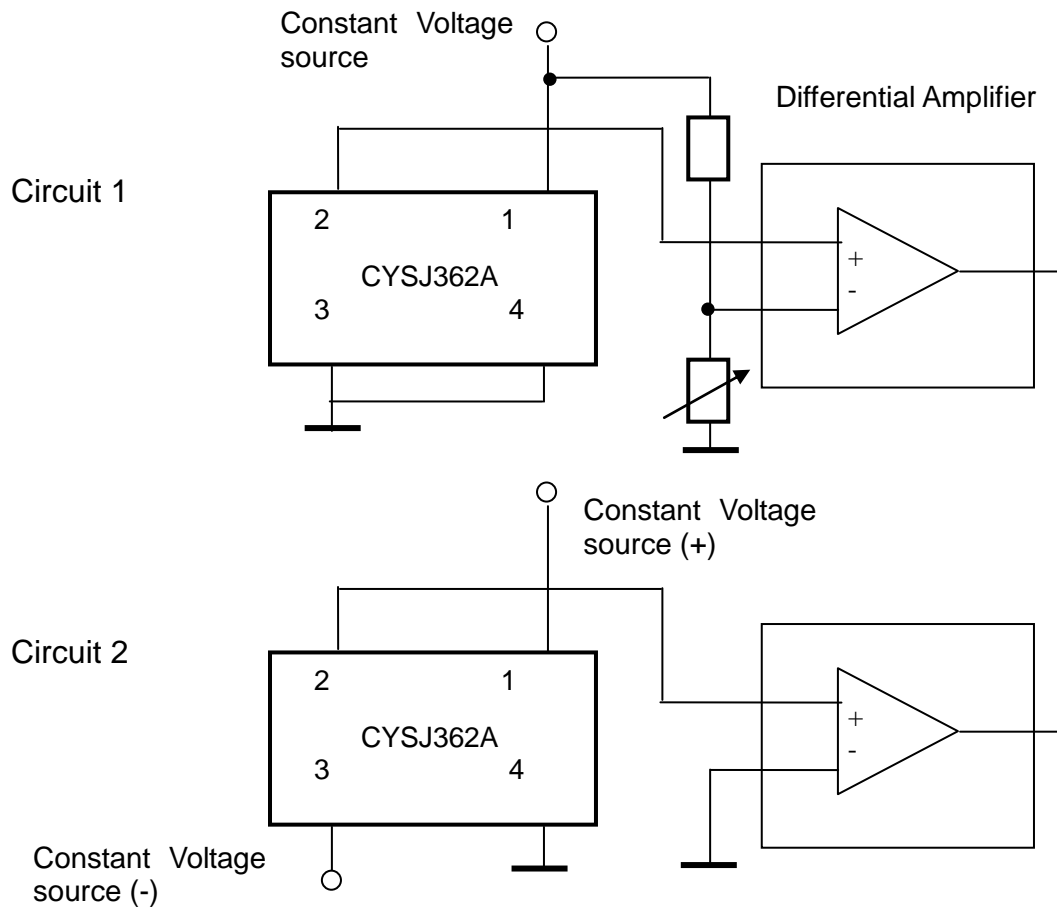 Constant Voltage
source
Differential Amplifier
Circuit 1
2 1
CYSJ362A
3 4
+
-
Constant Voltage
source (+)
Circuit 2
2 1
CYSJ362A
3 4
+
-
Constant Voltage
source (-)